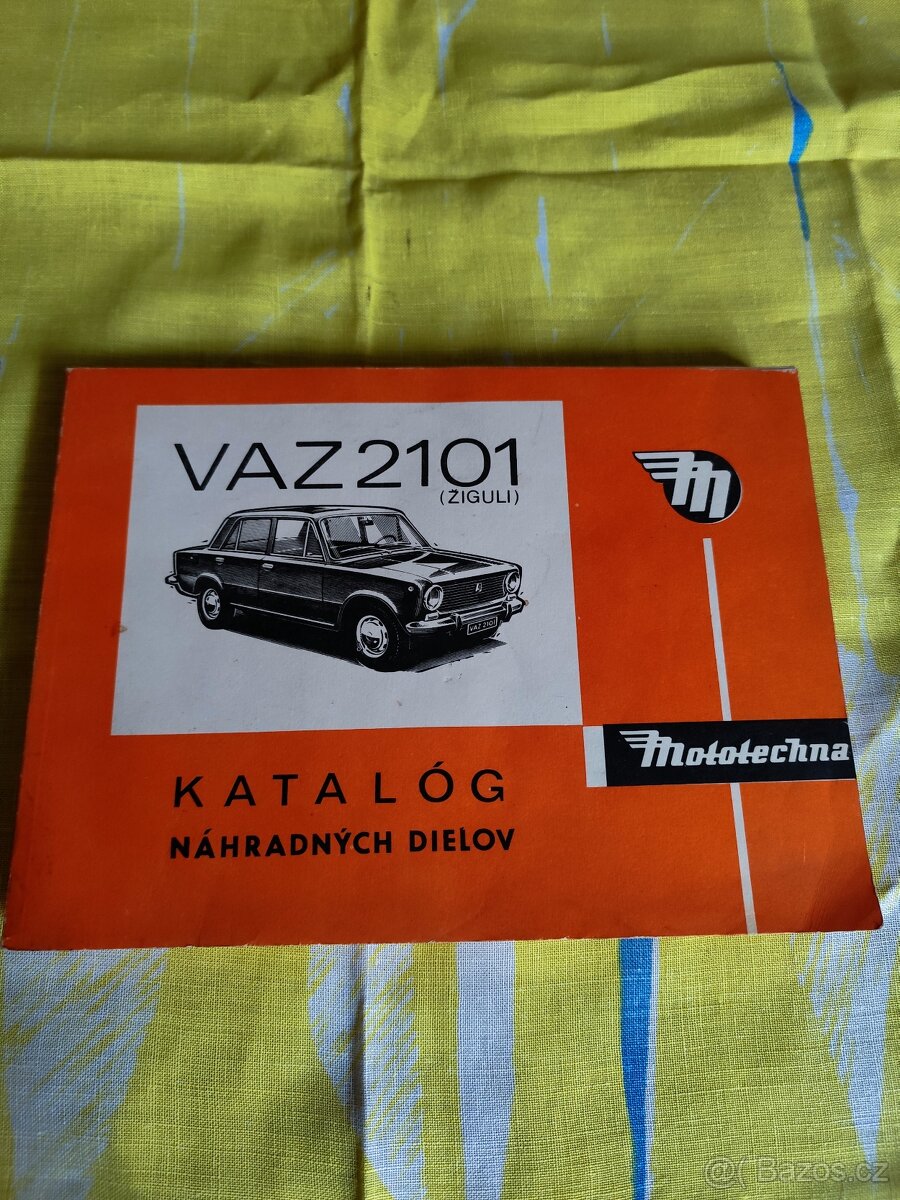 VAZ 2101
(ŽIGULI)
M
VAZ 2101
Mototechna
KATALÓG
NÁHRADNÝCH DIELOV
@( Bazos.cz